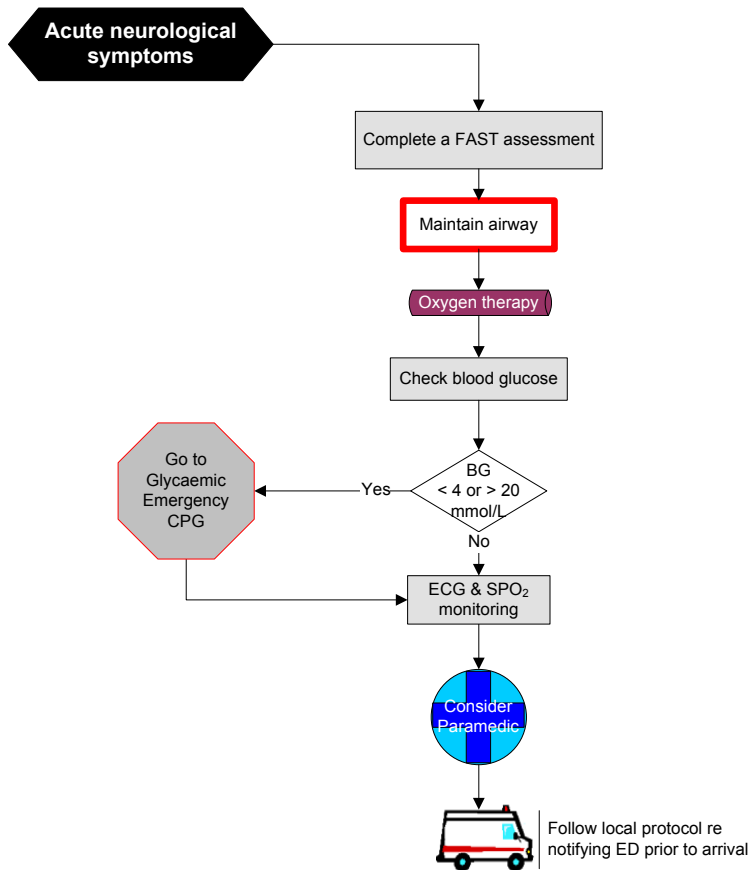 Acute neurological
symptoms
Complete a FAST assessment
Maintain airway
Oxygen therapy
Check blood glucose
BG
< 4 or > 20
mmol/L
Yes
Go to
Glycaemic
Emergency
CPG
No
ECG & SPO₂
monitoring
Consider
Paramedic
Follow local protocol re
notifying ED prior to arrival